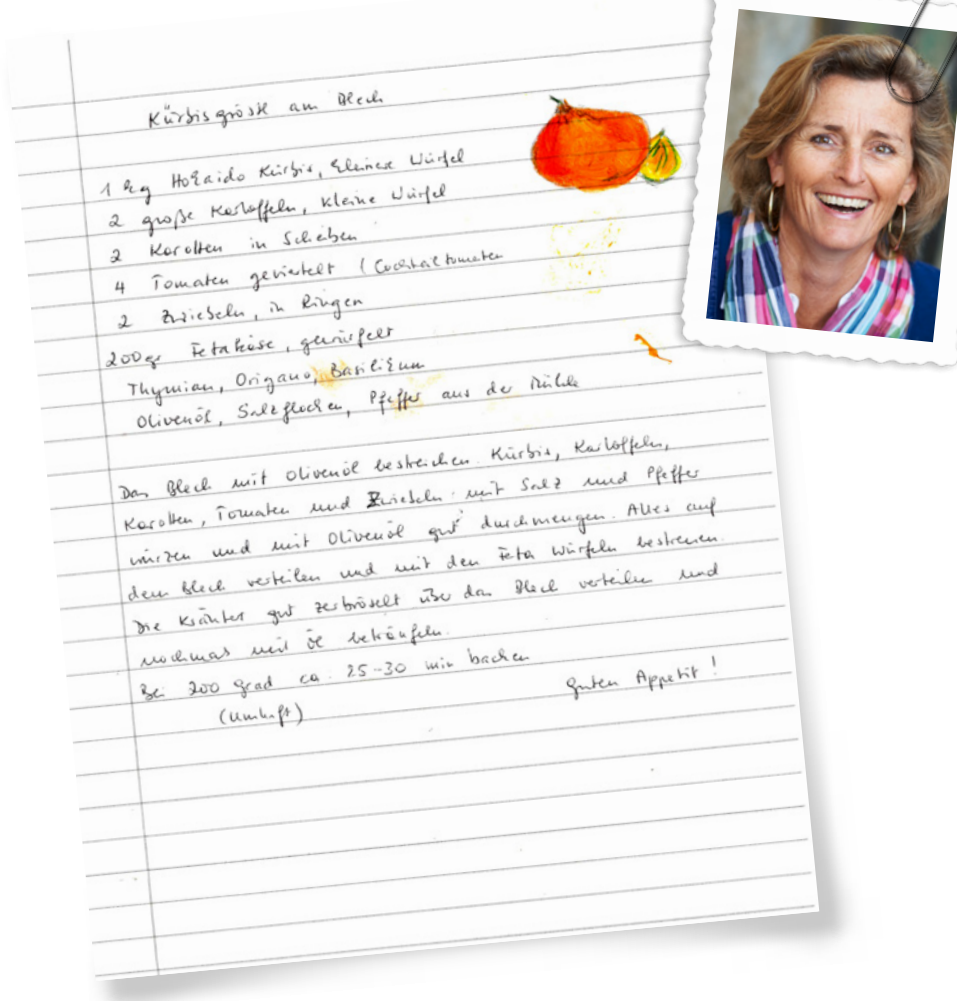 Kürbisgröstl am Blech
1 kg Hokaido Kürbis, kleine Würfel
2 große Kartoffeln, kleine Würfel
2 Karotten in Scheiben
4 Tomaten geviertelt / Cocktailtomaten
2 Zwiebeln, in Ringen
200gr Fetakäse, gewürfelt
Thymian, Origano, Basilikum
Olivenöl, Salzflocken, Pfeffer aus der Mühle
Das Blech mit Olivenöl bestreichen. Kürbis, Kartoffeln,
Karotten, Tomaten und Zwiebeln mit Salz und Pfeffer
würzen und mit Olivenöl gut durchmengen. Alles auf
dem Blech verteilen und mit den Feta Würfeln bestreuen.
Die Kräuter gut zerbröselt über das Blech verteilen und
nochmas mit Öl beträufeln.
Bei 200 Grad ca. 25-30 min backen
(Umluft)
Guten Appetit!